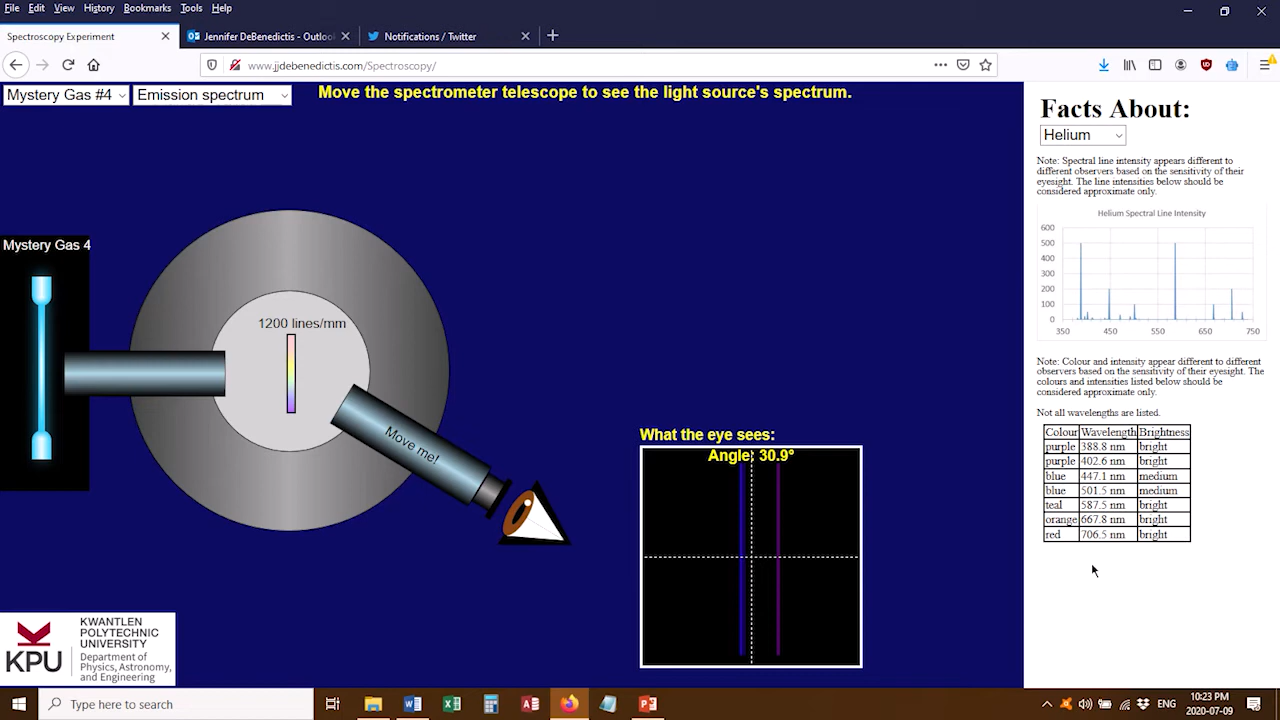 File Edit View History Bookmarks Tools Help
Spectroscopy Experiment
Jennifer DeBenedictis - Outloo
Notifications / Twitter
www.jjdebenedictis.com/Spectroscopy/
Mystery Gas #4
Emission spectrum
Move the spectrometer telescope to see the light source's spectrum.
Mystery Gas 4
1200 lines/mm
Move me!
What the eye sees:
Angle: 30.9°
KPU
KWANTLEN
POLYTECHNIC
UNIVERSITY
Department of
Physics, Astronomy,
and Engineering
Facts About:
Helium
Note: Spectral line intensity appears different to
different observers based on the sensitivity of their
eyesight. The line intensities below should be
considered approximate only.
Helium Spectral Line Intensity
600
500
400
300
200
100
0
350 450 550 650 750
Note: Colour and intensity appear different to different
observers based on the sensitivity of their eyesight. The
colours and intensities listed below should be
considered approximate only.
Not all wavelengths are listed.
Colour Wavelength Brightness
purple 388.8 nm bright
purple 402.6 nm bright
blue 447.1 nm medium
blue 501.5 nm medium
teal 587.5 nm bright
orange 667.8 nm bright
red 706.5 nm bright
Type here to search
ENG
10:23 PM
2020-07-09